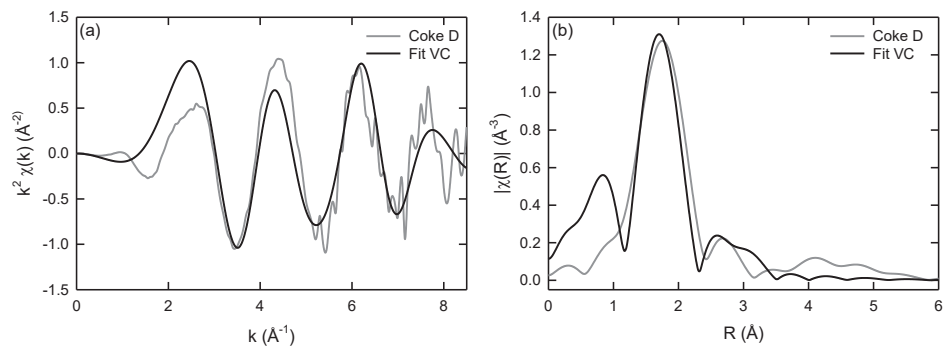 (a)
Coke D
Fit VC
1.5
1.0
0.5
0.0
-0.5
-1.0
-1.5
k² χ(k) (Å⁻²)
0 2 4 6 8
k (Å⁻¹)
(b)
Coke D
Fit VC
1.4
1.2
1.0
0.8
0.6
0.4
0.2
0.0
|χ(R)| (Å⁻³)
0 1 2 3 4 5 6
R (Å)